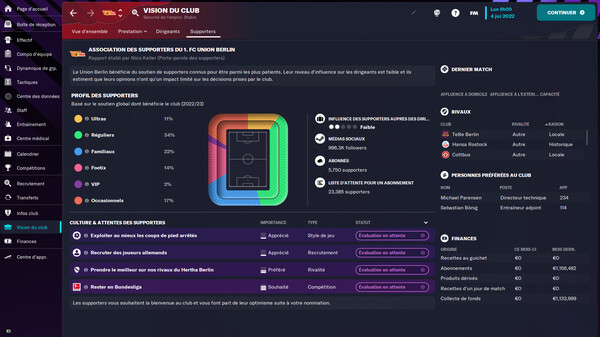 VISION DU CLUB
Sécurité de l'emploi: Stable
Lun 9h00
4 jul 2022
CONTINUER
FM
Page d'accueil
Boîte de réception
Effectif
Compo d'équipe
Dynamique de grp.
Tactiques
Centre des données
Staff
Entraînement
Centre médical
Calendrier
Compétitions
Recrutement
Transferts
Infos club
Vision du club
Finances
Centre d'appr.
Vue d'ensemble
Prestation
Dirigeants
Supporters
ASSOCIATION DES SUPPORTERS DU 1. FC UNION BERLIN
Rapport établi par Nico Keller (Porte-parole des supporters)
Le Union Berlin bénéficie du soutien de supporters connus pour être parmi les plus patients. Leur niveau d'influence sur les dirigeants est faible et ils
estiment que leurs opinions n'ont qu'un impact limité sur les décisions prises par le club.
PROFIL DES SUPPORTERS
Basé sur le soutien global dont bénéficie le club (2022/23)
Ultras 11%
Réguliers 34%
Familiaux 22%
Footix 14%
VIP 2%
Occasionnels 17%
INFLUENCE DES SUPPORTERS AUPRÈS DES DIRI...
Faible
MÉDIAS SOCIAUX
996.3K followers
ABONNÉS
5,750 supporters
LISTE D'ATTENTE POUR UN ABONNEMENT
23,385 supporters
CULTURE & ATTENTES DES SUPPORTERS IMPORTANCE TYPE STATUT
Exploiter au mieux les coups de pied arrêtés Apprécié Style de jeu Évaluation en attente
Recruter des joueurs allemands Apprécié Recrutement Évaluation en attente
Prendre le meilleur sur nos rivaux du Hertha Berlin Préféré Rivalité Évaluation en attente
Rester en Bundesliga Souhaité Compétition Évaluation en attente
Les supporters vous souhaitent la bienvenue au club et vous font part de leur optimisme suite à votre nomination.
DERNIER MATCH
AFFLUENCE À DOMICILE AFFLUENCE À L'EXTÉRI... CAPACITÉ
RIVAUX
CLUB RIVALITÉ RAISON
TeBe Berlin Autre Locale
Hansa Rostock Autre Historique
Cottbus Autre Locale
PERSONNES PRÉFÉRÉES AU CLUB
NOM POSTE APP
Michael Parensen Directeur technique 234
Sebastian Bönig Entraîneur adjoint 114
FINANCES
ORIGINE CE MOIS-CI MOIS DERNI.
Recettes au guichet €0 €0
Abonnements €0 €1,156,482
Produits dérivés €0 €0
Recettes d'un jour de match €0 €0
Collecte de fonds €0 €1,133,999